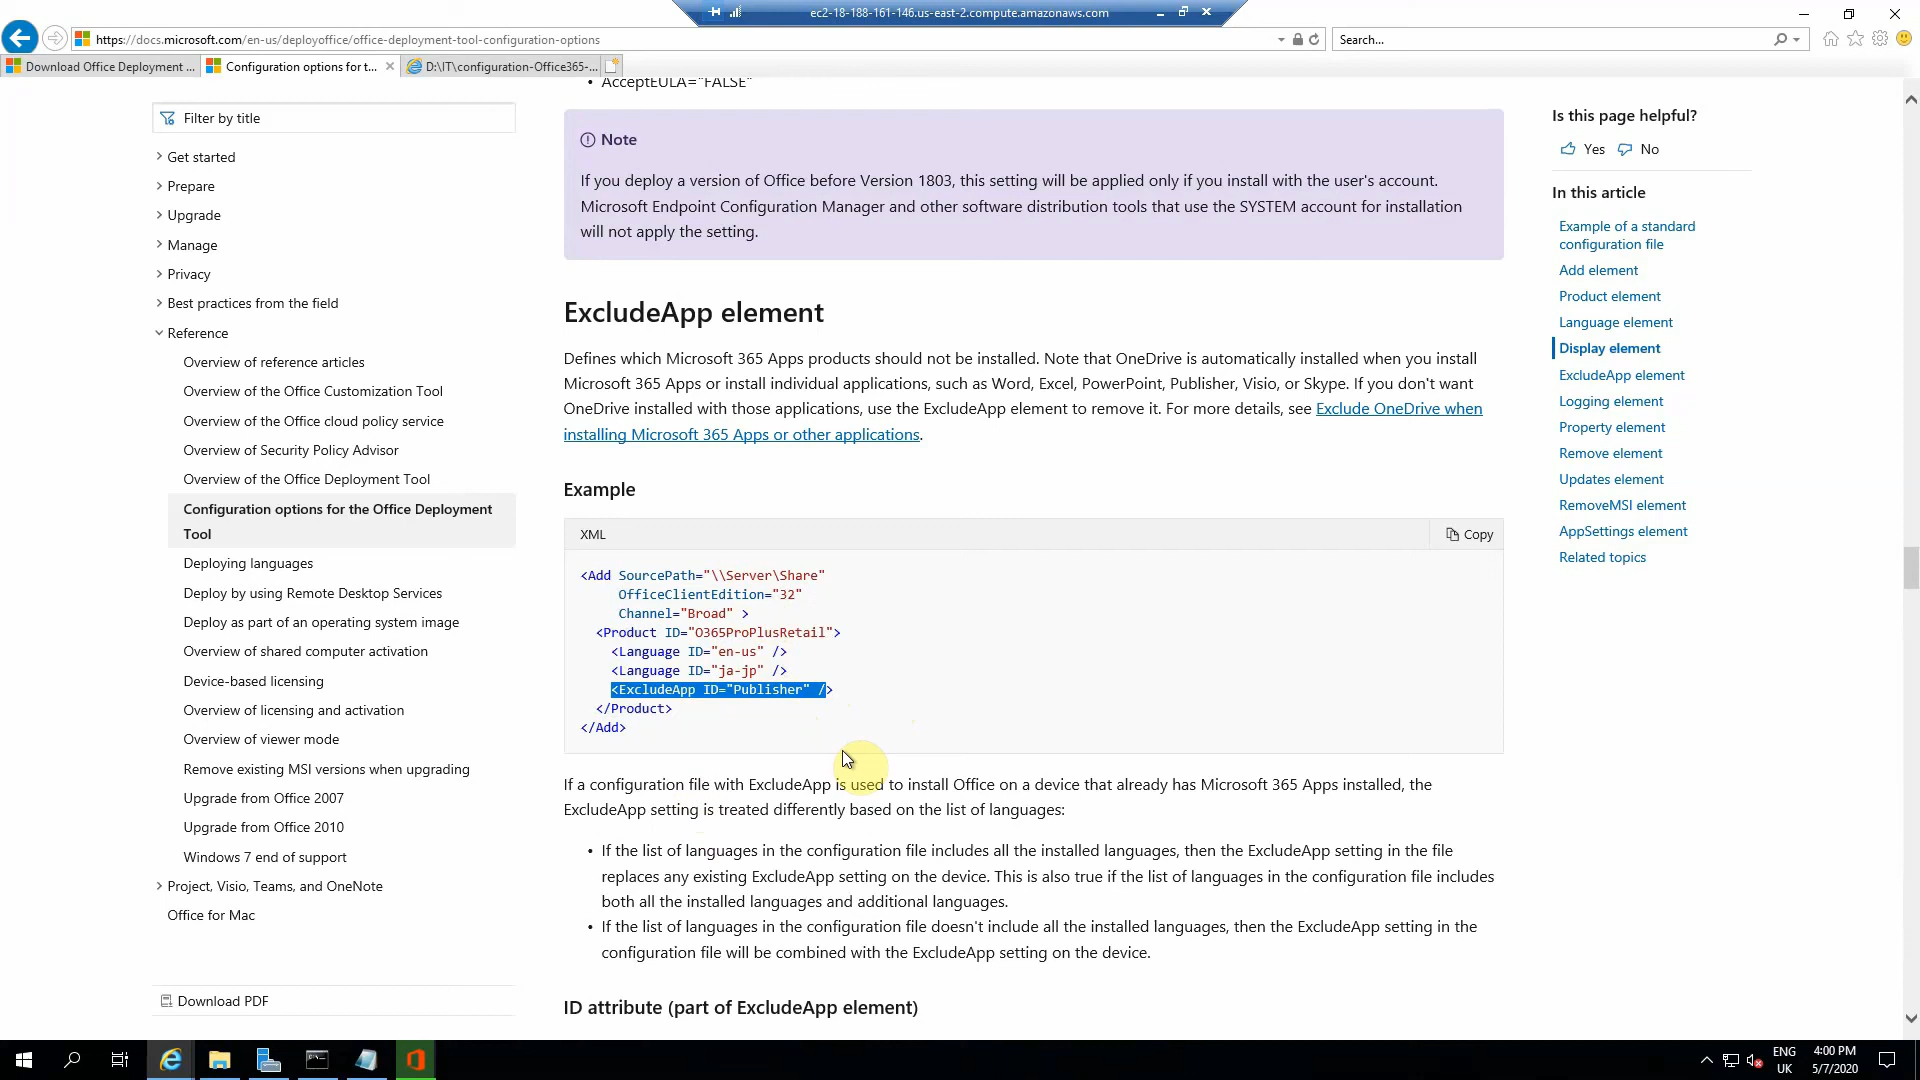 ec2-18-188-161-146.us-east-2.compute.amazonaws.com
https://docs.microsoft.com/en-us/deployoffice/office-deployment-tool-configuration-options
Search...
Download Office Deployment ...
Configuration options for t...
D:\IT\configuration-Office365-...
Filter by title
Get started
Prepare
Upgrade
Manage
Privacy
Best practices from the field
Reference
Overview of reference articles
Overview of the Office Customization Tool
Overview of the Office cloud policy service
Overview of Security Policy Advisor
Overview of the Office Deployment Tool
Configuration options for the Office Deployment
Tool
Deploying languages
Deploy by using Remote Desktop Services
Deploy as part of an operating system image
Overview of shared computer activation
Device-based licensing
Overview of licensing and activation
Overview of viewer mode
Remove existing MSI versions when upgrading
Upgrade from Office 2007
Upgrade from Office 2010
Windows 7 end of support
Project, Visio, Teams, and OneNote
Office for Mac
Download PDF
• AcceptEULA="FALSE"
Note
If you deploy a version of Office before Version 1803, this setting will be applied only if you install with the user's account.
Microsoft Endpoint Configuration Manager and other software distribution tools that use the SYSTEM account for installation
will not apply the setting.
ExcludeApp element
Defines which Microsoft 365 Apps products should not be installed. Note that OneDrive is automatically installed when you install
Microsoft 365 Apps or install individual applications, such as Word, Excel, PowerPoint, Publisher, Visio, or Skype. If you don't want
OneDrive installed with those applications, use the ExcludeApp element to remove it. For more details, see Exclude OneDrive when
installing Microsoft 365 Apps or other applications.
Example
XML
Copy
<Add SourcePath="\\Server\Share"
OfficeClientEdition="32"
Channel="Broad" >
<Product ID="O365ProPlusRetail">
<Language ID="en-us" />
<Language ID="ja-jp" />
<ExcludeApp ID="Publisher" />
</Product>
</Add>
If a configuration file with ExcludeApp is used to install Office on a device that already has Microsoft 365 Apps installed, the
ExcludeApp setting is treated differently based on the list of languages:
• If the list of languages in the configuration file includes all the installed languages, then the ExcludeApp setting in the file
replaces any existing ExcludeApp setting on the device. This is also true if the list of languages in the configuration file includes
both all the installed languages and additional languages.
• If the list of languages in the configuration file doesn't include all the installed languages, then the ExcludeApp setting in the
configuration file will be combined with the ExcludeApp setting on the device.
ID attribute (part of ExcludeApp element)
Is this page helpful?
Yes No
In this article
Example of a standard
configuration file
Add element
Product element
Language element
Display element
ExcludeApp element
Logging element
Property element
Remove element
Updates element
RemoveMSI element
AppSettings element
Related topics
ENG
UK
4:00 PM
5/7/2020